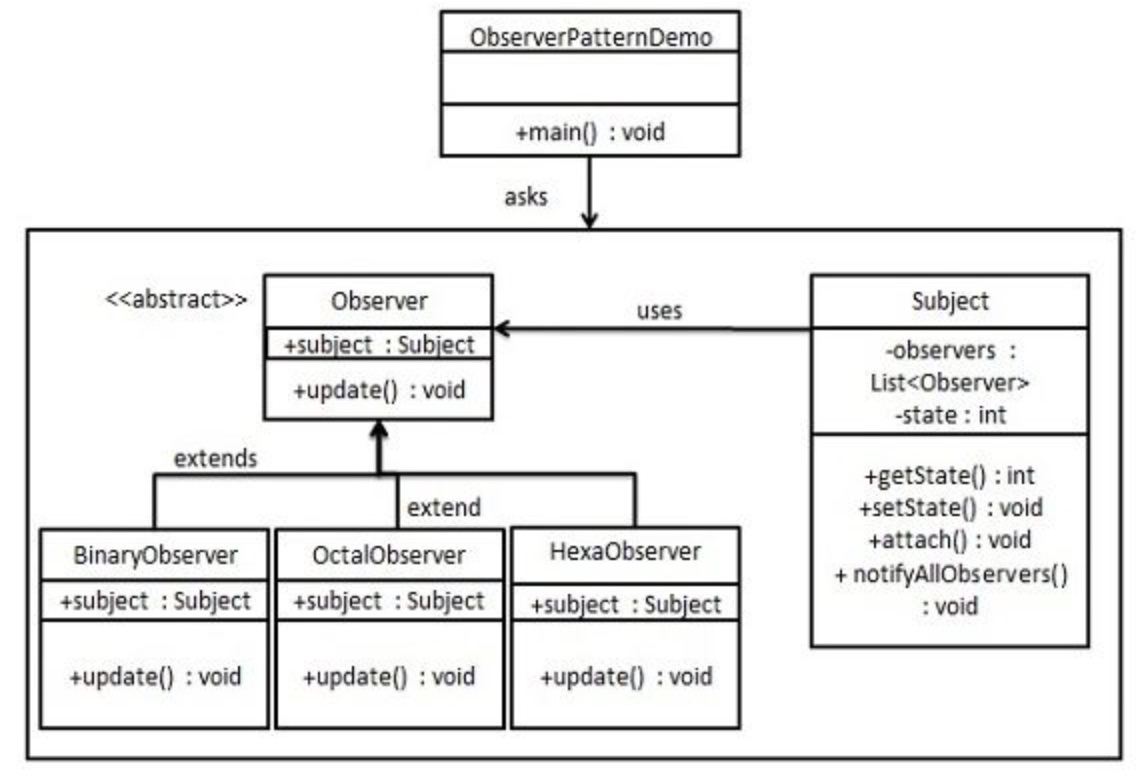 ObserverPatternDemo
+main() : void
asks
<<abstract>>
Observer
+subject : Subject
+update() : void
uses
Subject
-observers :
List<Observer>
-state : int
+getState() : int
+setState() : void
+attach() : void
+ notifyAllObservers()
: void
extends
extend
BinaryObserver
+subject : Subject
+update() : void
OctalObserver
+subject : Subject
+update() : void
HexaObserver
+subject : Subject
+update() : void